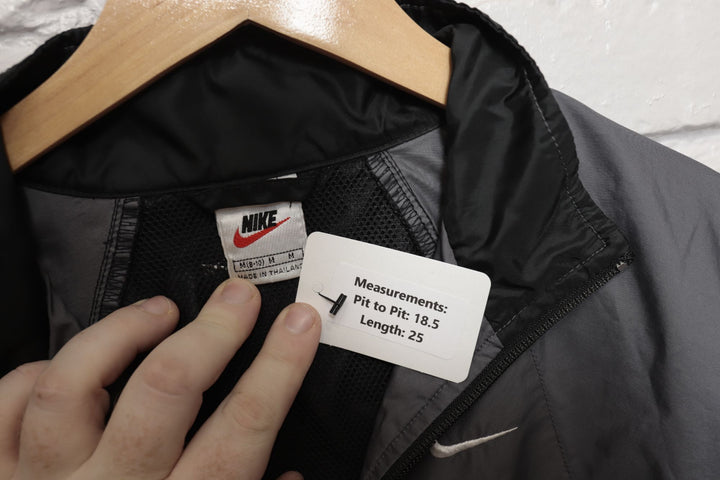 NIKE
M(8-10) M M
MADE IN THAILAND
Measurements:
Pit to Pit: 18.5
Length: 25